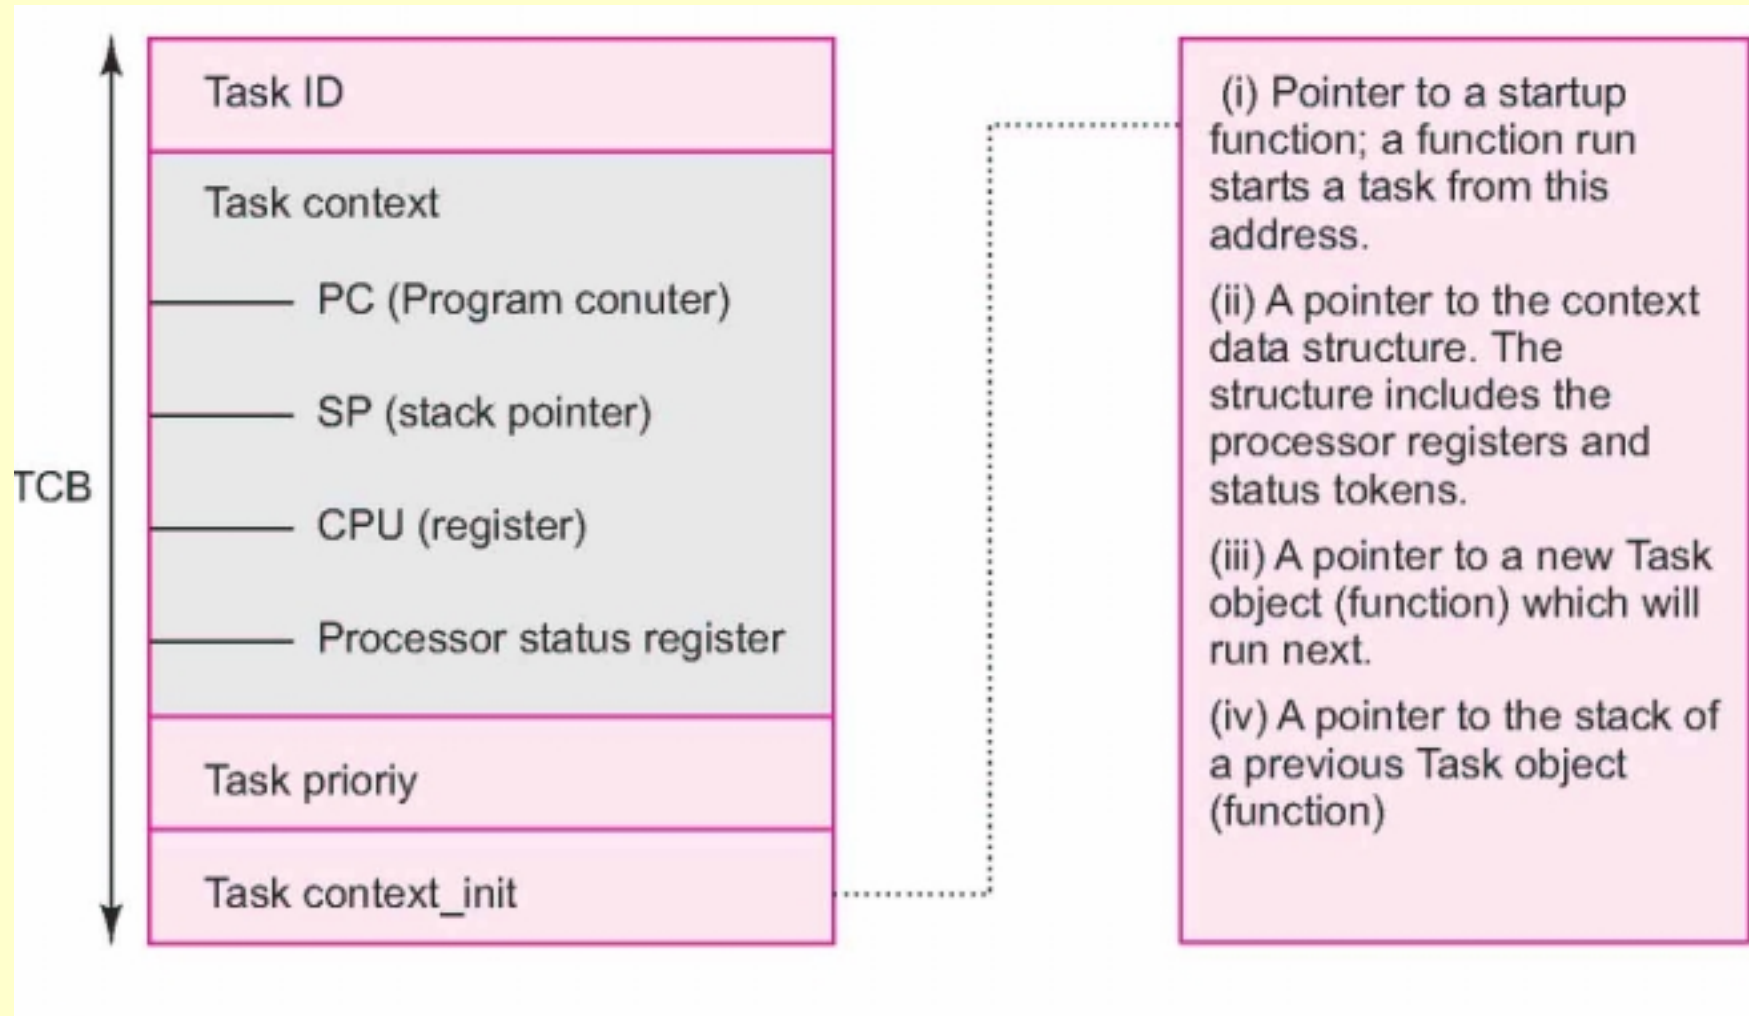 Task ID
Task context
PC (Program conuter)
SP (stack pointer)
TCB
CPU (register)
Processor status register
Task prioriy
Task context_init
(i) Pointer to a startup
function; a function run
starts a task from this
address.
(ii) A pointer to the context
data structure. The
structure includes the
processor registers and
status tokens.
(iii) A pointer to a new Task
object (function) which will
run next.
(iv) A pointer to the stack of
a previous Task object
(function)